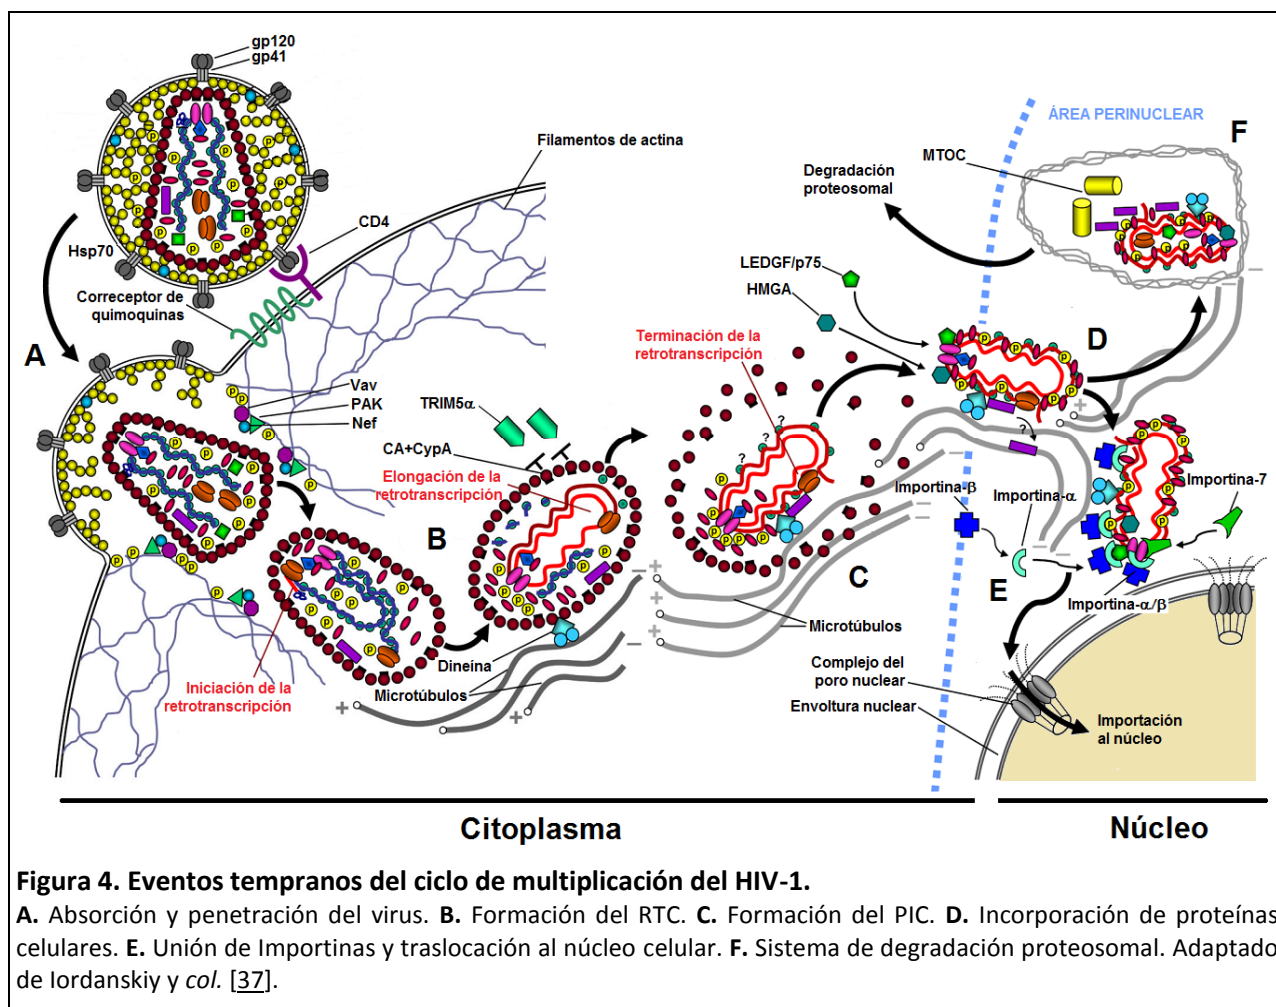 gp120
gp41
Filamentos de actina
CD4
Hsp70
Correceptor de
quimoquinas
A
Vav
PAK
Nef
P
TRIM5α
CA+CypA
Elongación de la
retrotranscripción
B
Iniciación de la
retrotranscripción
Dineína
Microtúbulos
Terminación de la
retrotranscripción
?
?
C
Microtúbulos
ÁREA PERINUCLEAR
F
MTOC
Degradación
proteosomal
LEDGF/p75
HMGA
D
?
Importina-β
Importina-α
Importina-7
E
Importina-α/β
Complejo del
poro nuclear
Envoltura nuclear
Importación
al núcleo
Citoplasma
Núcleo
Figura 4. Eventos tempranos del ciclo de multiplicación del HIV-1.
A. Absorción y penetración del virus. B. Formación del RTC. C. Formación del PIC. D. Incorporación de proteínas
celulares. E. Unión de Importinas y traslocación al núcleo celular. F. Sistema de degradación proteosomal. Adaptado
de Iordanskiy y col. [37].